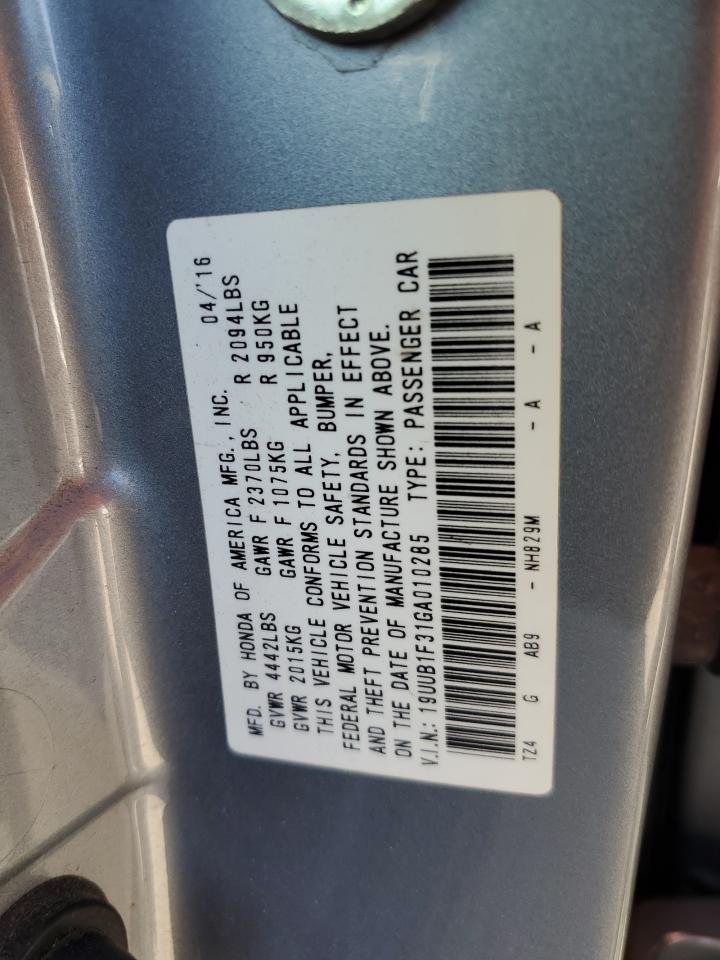 MFD. BY HONDA OF AMERICA MFG., INC. 04/'16
GVWR 4442LBS GAWR F 2370LBS R 2094LBS
GVWR 2015KG GAWR F 1075KG R 950KG
THIS VEHICLE CONFORMS TO ALL APPLICABLE
FEDERAL MOTOR VEHICLE SAFETY, BUMPER,
AND THEFT PREVENTION STANDARDS IN EFFECT
ON THE DATE OF MANUFACTURE SHOWN ABOVE.
V.I.N.: 19UUB1F31GA010285 TYPE: PASSENGER CAR
TZ4 G AB9 - NH829M - A - A